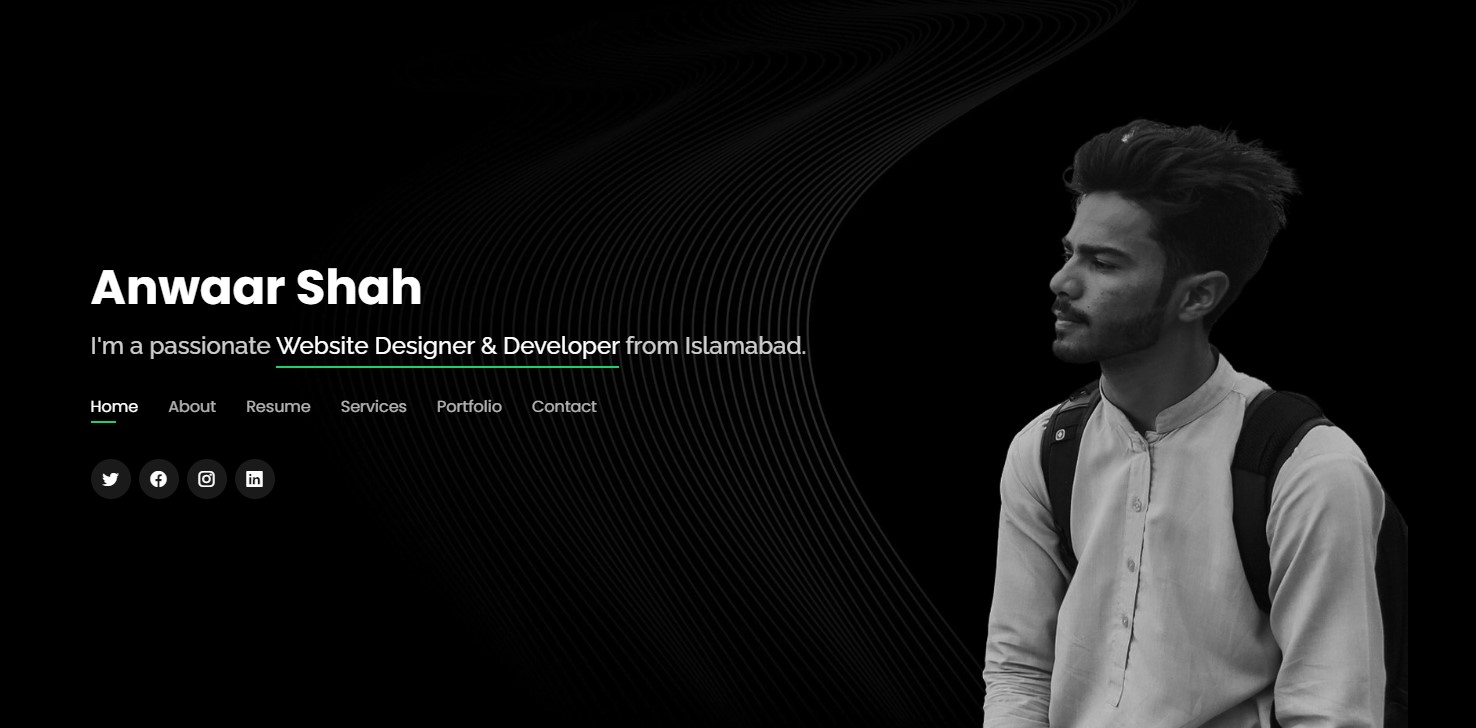 Anwaar Shah
I'm a passionate Website Designer & Developer from Islamabad.
Home About Resume Services Portfolio Contact